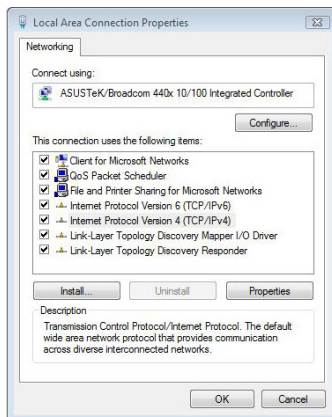 Local Area Connection Properties
Networking
Connect using:
ASUSTeK/Broadcom 440x 10/100 Integrated Controller
Configure...
This connection uses the following items:
Client for Microsoft Networks
QoS Packet Scheduler
File and Printer Sharing for Microsoft Networks
Internet Protocol Version 6 (TCP/IPv6)
Internet Protocol Version 4 (TCP/IPv4)
Link-Layer Topology Discovery Mapper I/O Driver
Link-Layer Topology Discovery Responder
Install... Uninstall Properties
Description
Transmission Control Protocol/Internet Protocol. The default
wide area network protocol that provides communication
across diverse interconnected networks.
OK Cancel